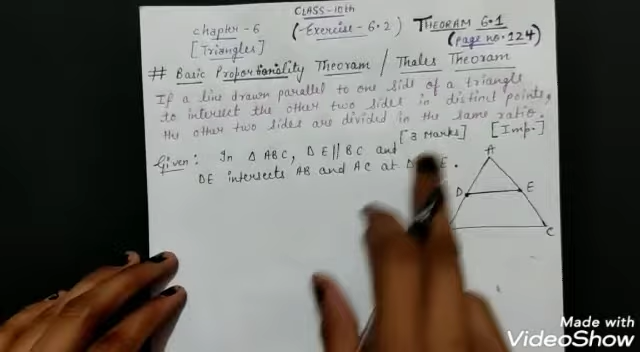 CLASS-10th
chapter-6 (-Exercise-6.2) THEORAM 6.1
[Triangles] (page no. 124)
# Basic Proportionality Theoram / Thales Theoram
If a line drawn parallel to one side of a triangle
to intersect the other two sides in distinct points,
the other two sides are divided in the same ratio.
[3 Marks] [Imp.]
Given: In Δ ABC, DE||BC and
DE intersects AB and AC at D E.
A
D E
C
Made with
VideoShow